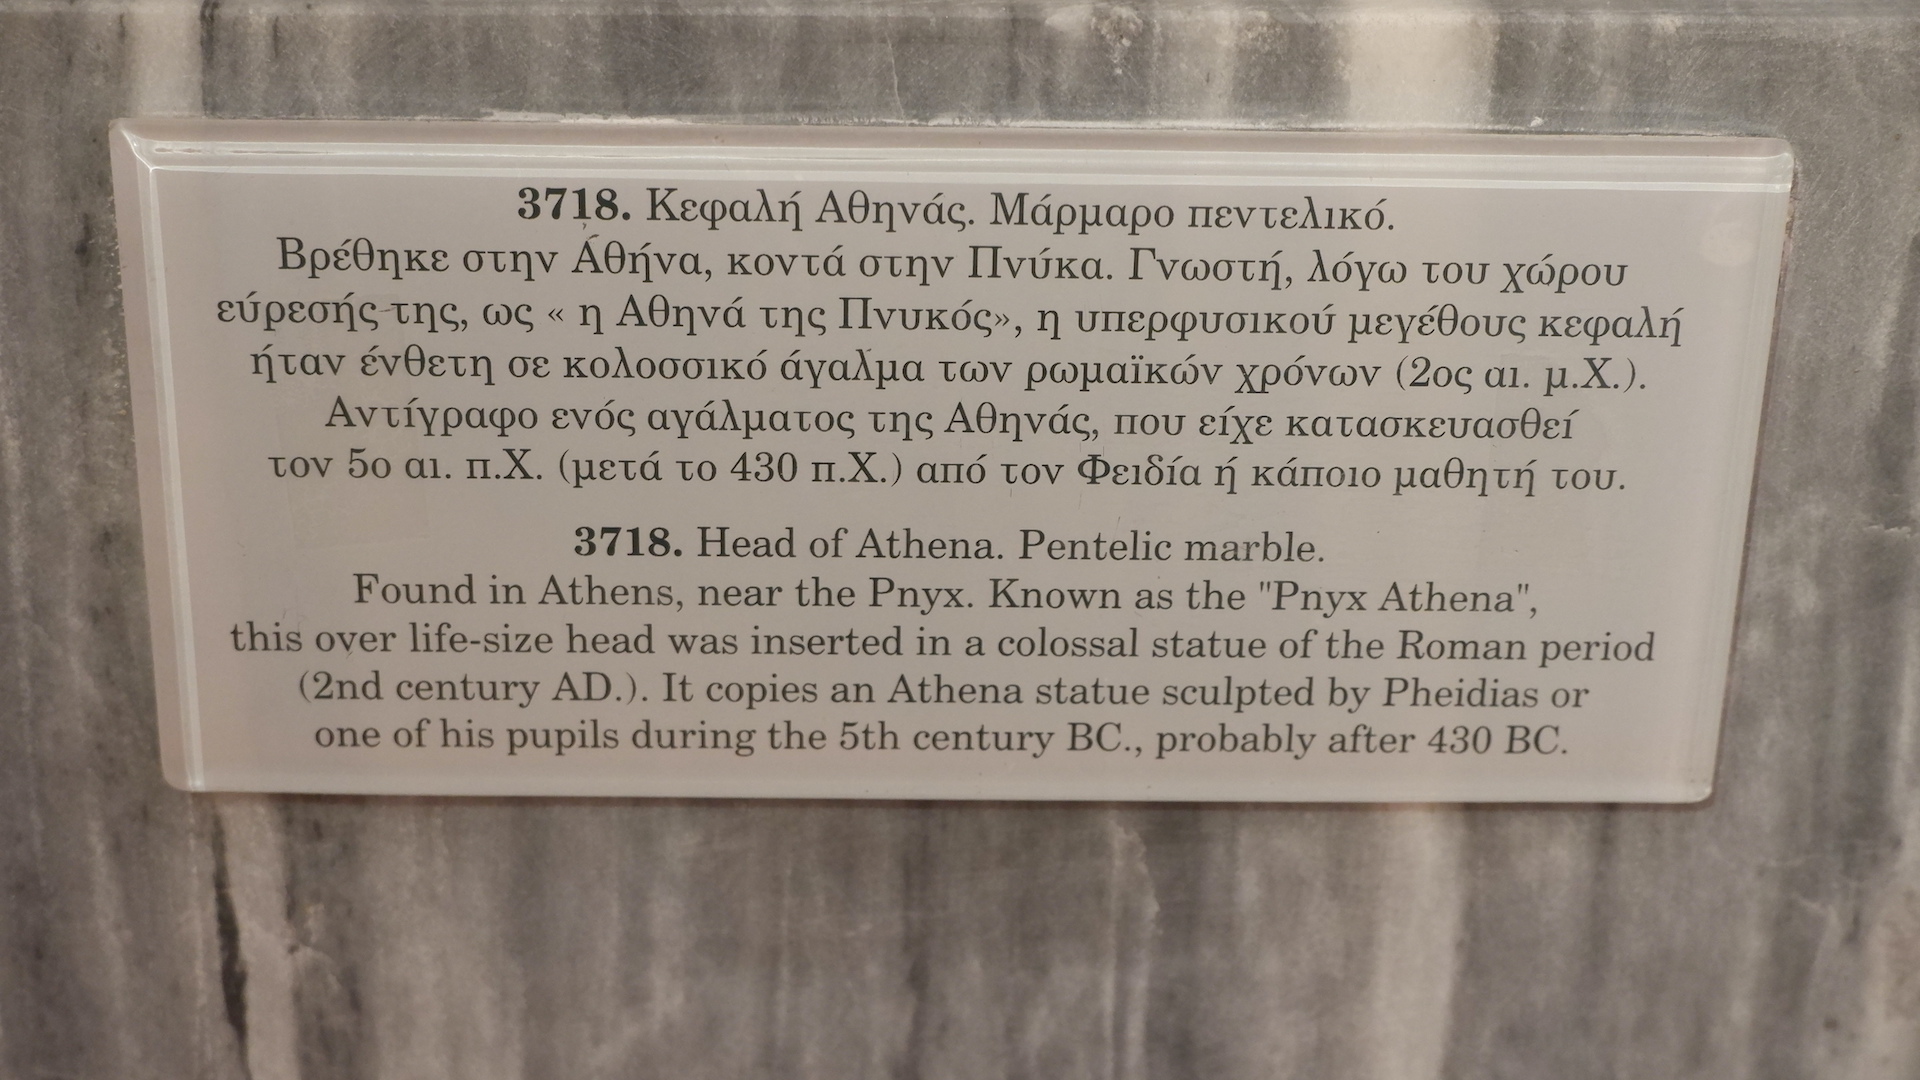 3718. Κεφαλή Αθηνάς. Μάρμαρο πεντελικό.
Βρέθηκε στην Αθήνα, κοντά στην Πνύκα. Γνωστή, λόγω του χώρου
εύρεσής της, ως « η Αθηνά της Πνυκός», η υπερφυσικού μεγέθους κεφαλή
ήταν ένθετη σε κολοσσικό άγαλμα των ρωμαϊκών χρόνων (2ος αι. μ.Χ.).
Αντίγραφο ενός αγάλματος της Αθηνάς, που είχε κατασκευασθεί
τον 5ο αι. π.Χ. (μετά το 430 π.Χ.) από τον Φειδία ή κάποιο μαθητή του.
3718. Head of Athena. Pentelic marble.
Found in Athens, near the Pnyx. Known as the "Pnyx Athena",
this over life-size head was inserted in a colossal statue of the Roman period
(2nd century AD.). It copies an Athena statue sculpted by Pheidias or
one of his pupils during the 5th century BC., probably after 430 BC.